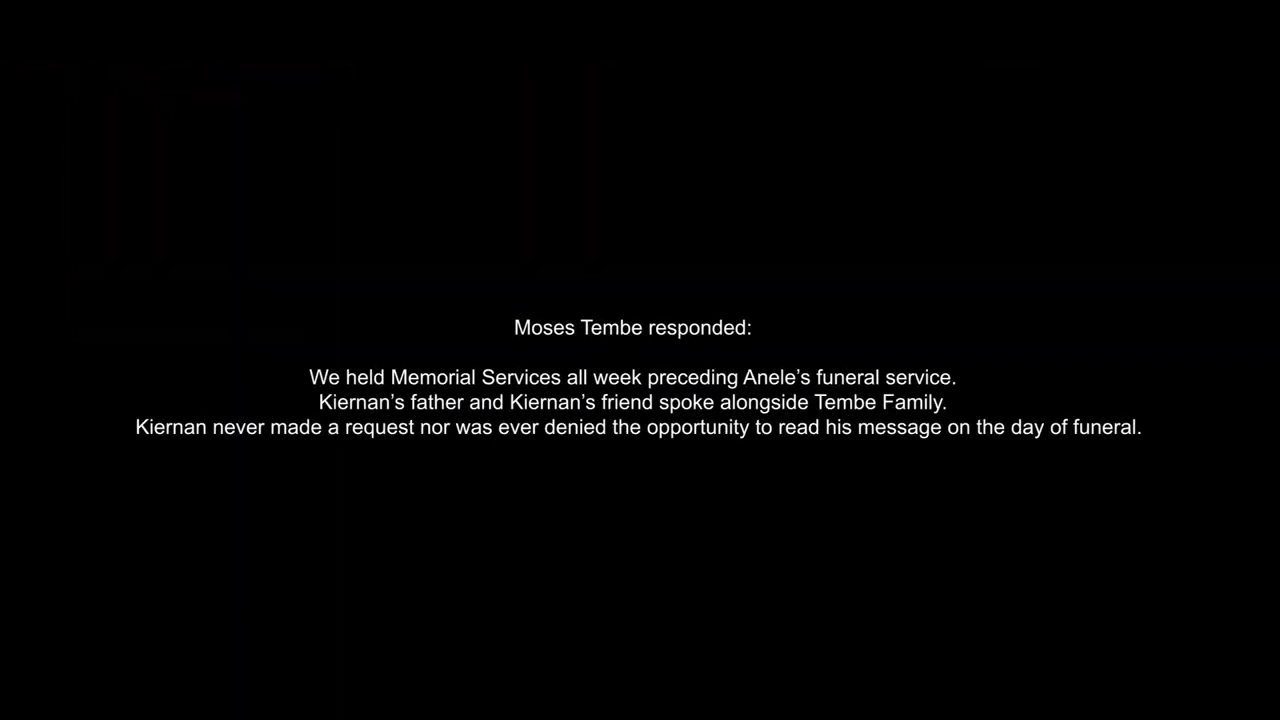 Moses Tembe responded:
We held Memorial Services all week preceding Anele’s funeral service.
Kiernan’s father and Kiernan’s friend spoke alongside Tembe Family.
Kiernan never made a request nor was ever denied the opportunity to read his message on the day of funeral.